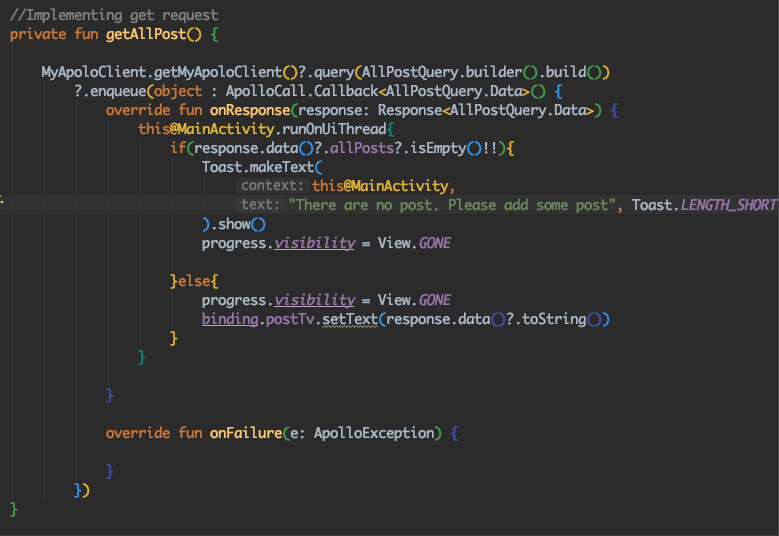 //Implementing get request
private fun getAllPost() {
MyApoloClient.getMyApoloClient()?.query(AllPostQuery.builder().build())
?.enqueue(object : ApolloCall.Callback<AllPostQuery.Data>() {
override fun onResponse(response: Response<AllPostQuery.Data>) {
this@MainActivity.runOnUiThread{
if(response.data()?.allPosts?.isEmpty()!!){
Toast.makeText(
context: this@MainActivity,
text: "There are no post. Please add some post", Toast.LENGTH_SHORT
).show()
progress.visibility = View.GONE
}else{
progress.visibility = View.GONE
binding.postTv.setText(response.data()?.toString())
}
}
}
override fun onFailure(e: ApolloException) {
}
})
}